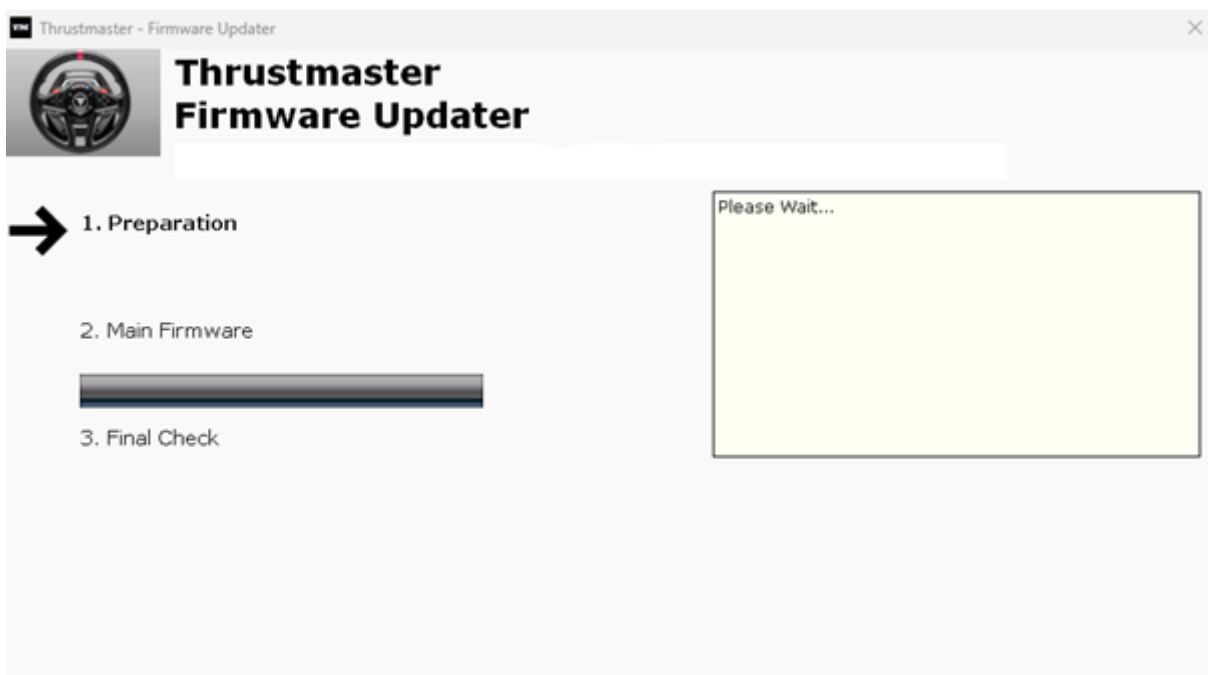 Thrustmaster - Firmware Updater
Thrustmaster
Firmware Updater
1. Preparation
Please Wait...
2. Main Firmware
3. Final Check